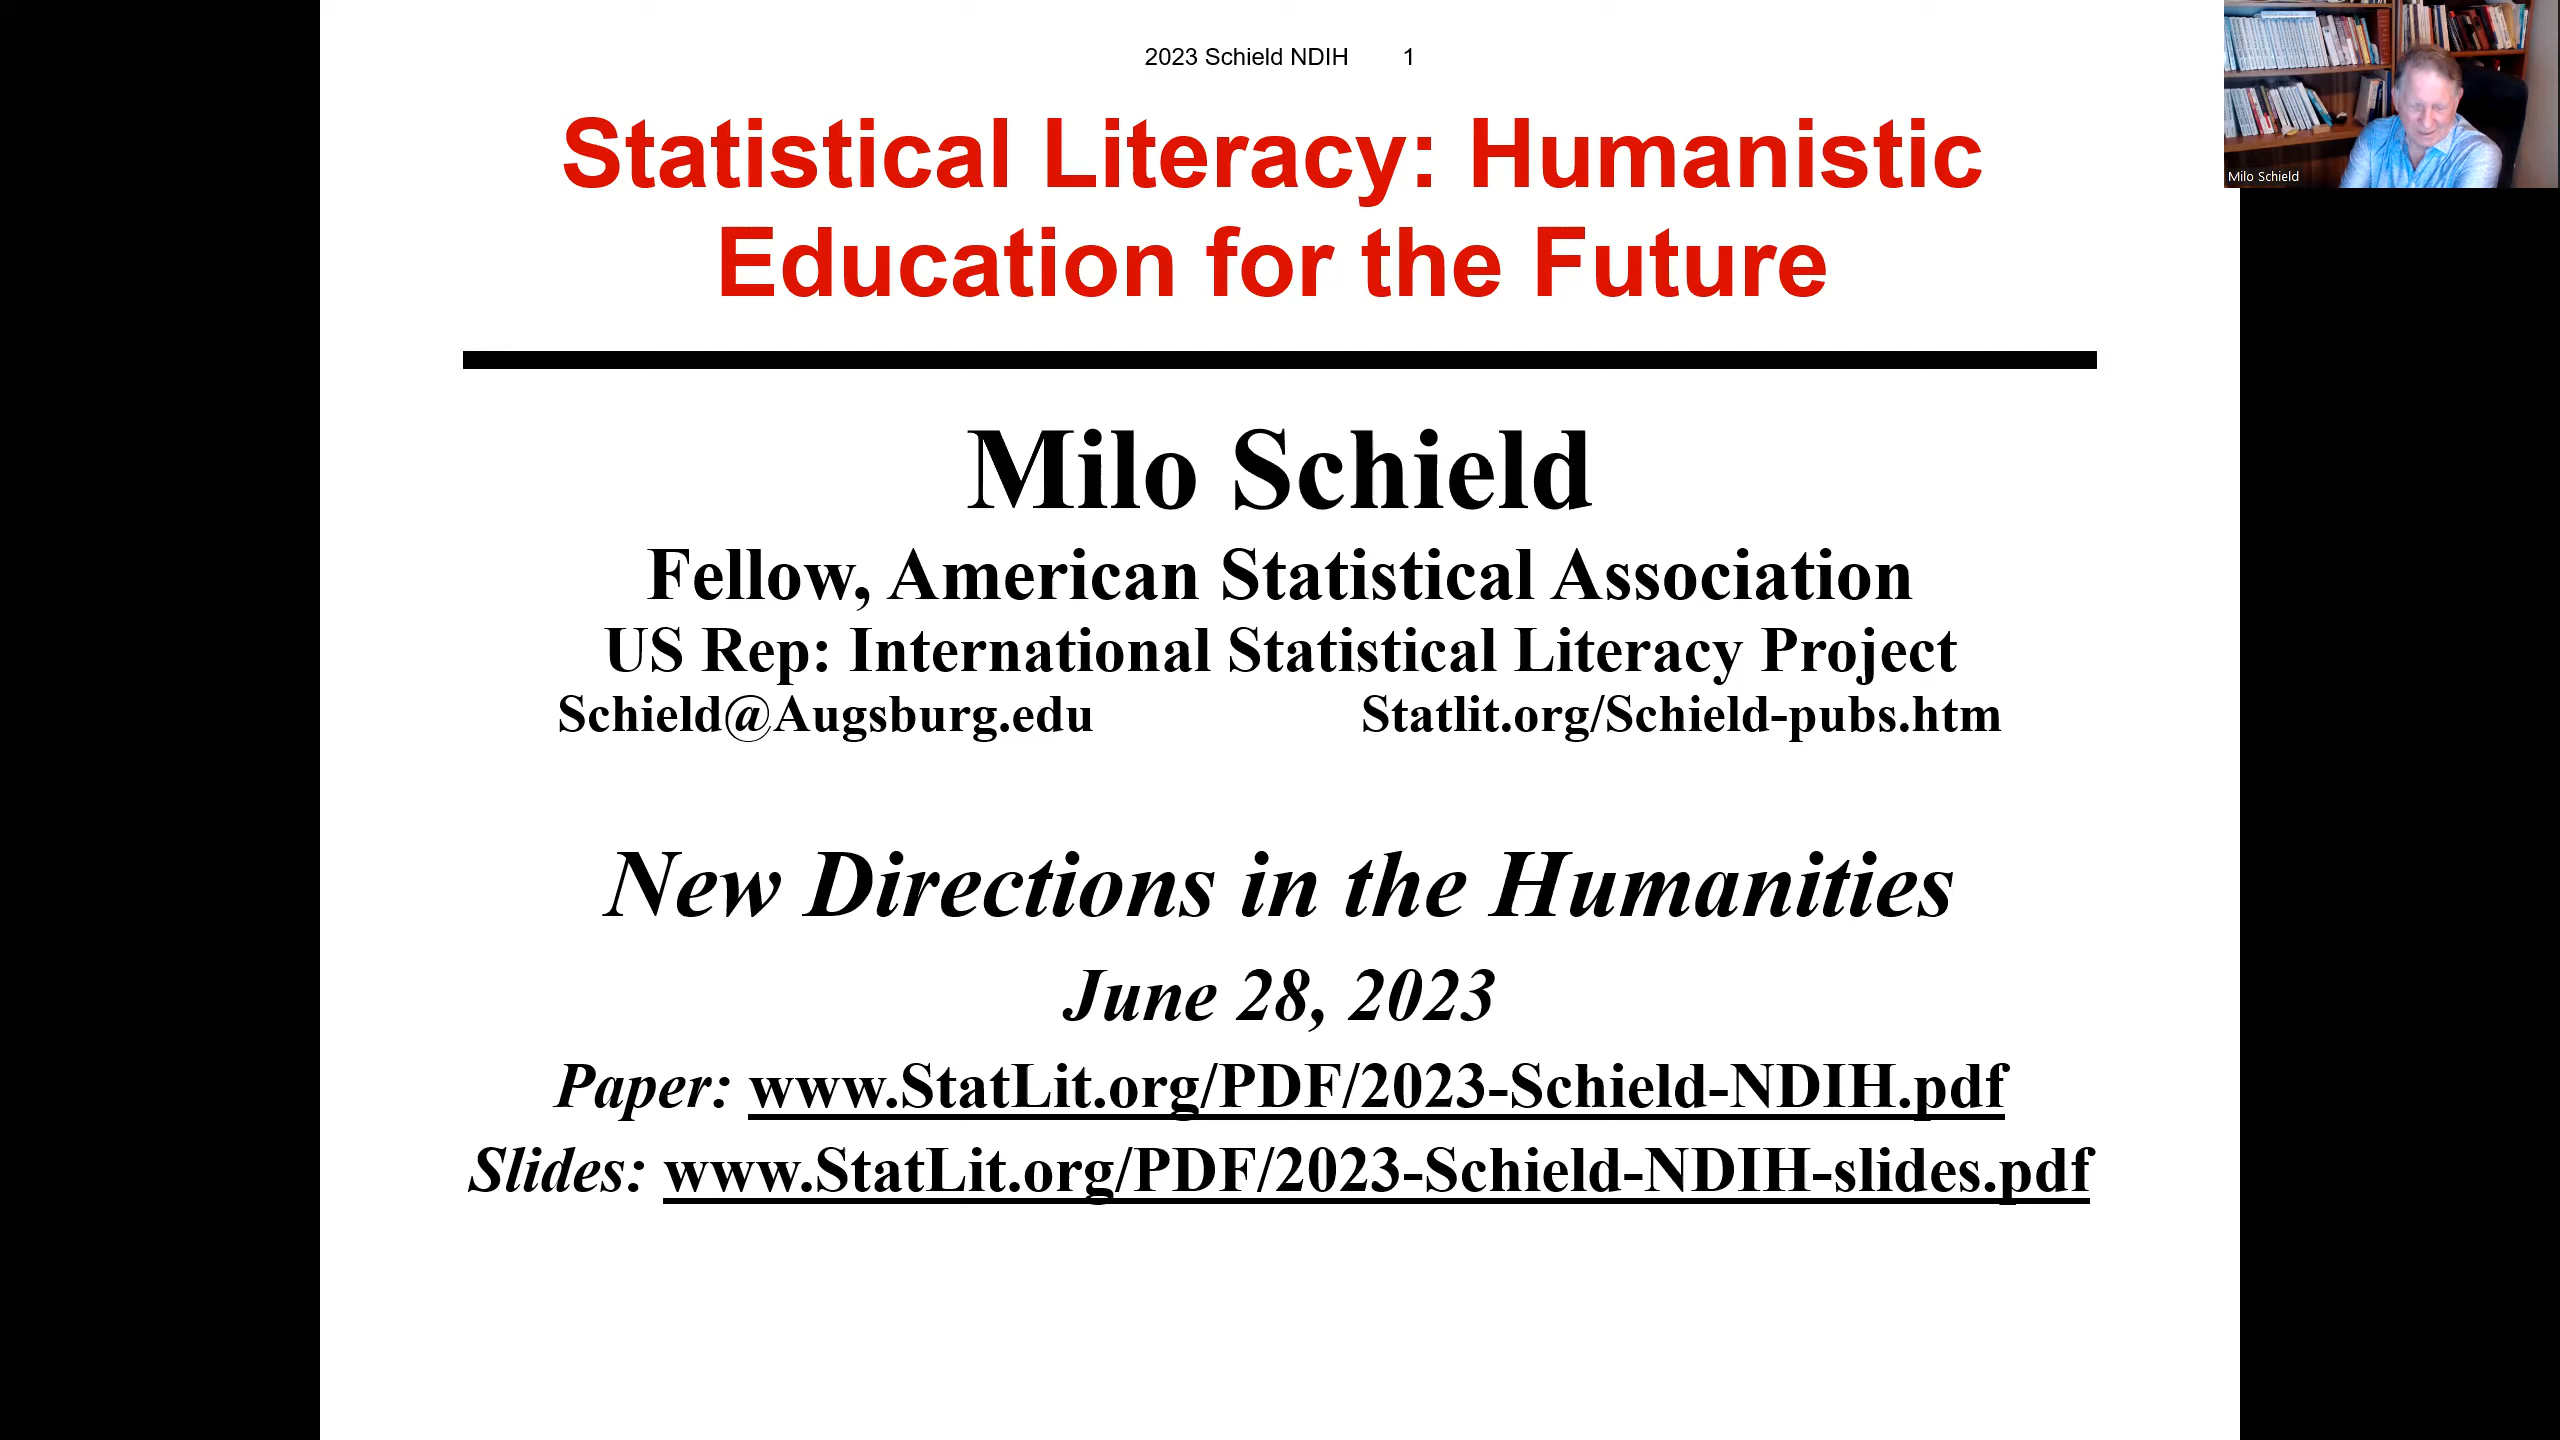 2023 Schield NDIH 1
Statistical Literacy: Humanistic
Education for the Future
Milo Schield
Milo Schield
Fellow, American Statistical Association
US Rep: International Statistical Literacy Project
Schield@Augsburg.edu Statlit.org/Schield-pubs.htm
New Directions in the Humanities
June 28, 2023
Paper: www.StatLit.org/PDF/2023-Schield-NDIH.pdf
Slides: www.StatLit.org/PDF/2023-Schield-NDIH-slides.pdf